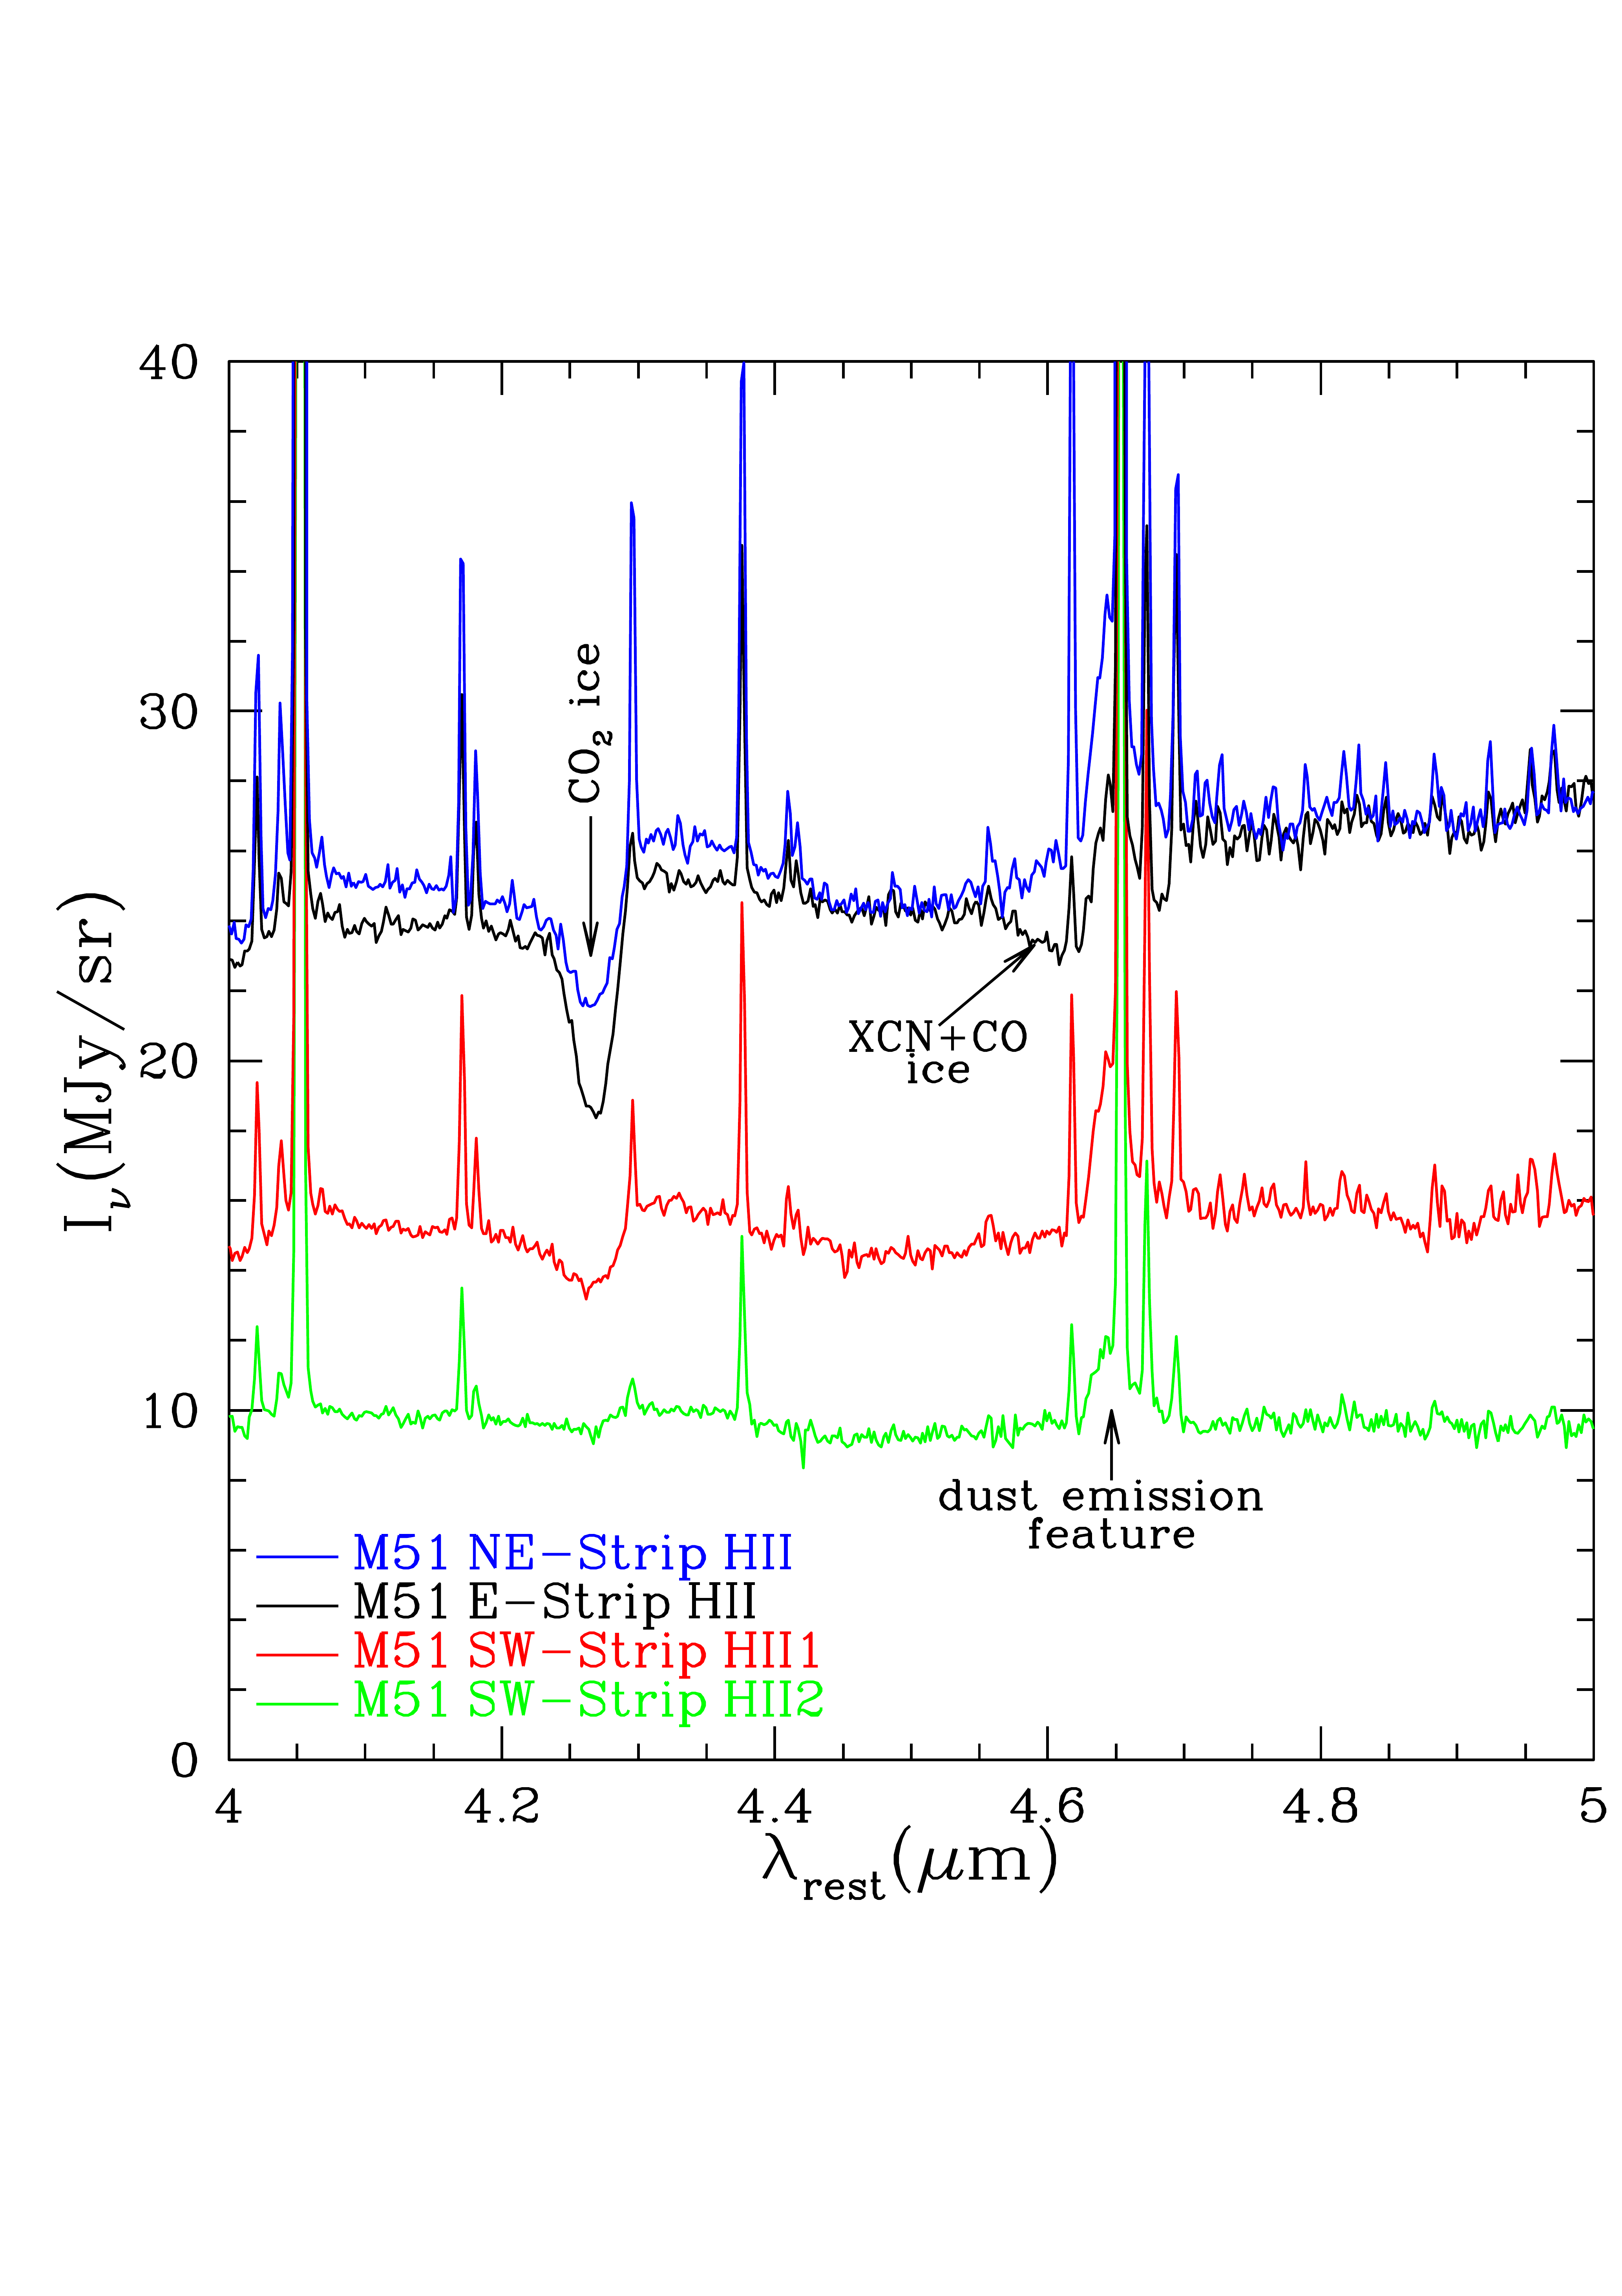 40
30
20
10
0
I_ν(MJy/sr)
CO₂ ice
XCN+CO
ice
dust emission
feature
M51 NE-Strip HII
M51 E-Strip HII
M51 SW-Strip HII1
M51 SW-Strip HII2
4 4.2 4.4 4.6 4.8 5
λ_rest(μm)